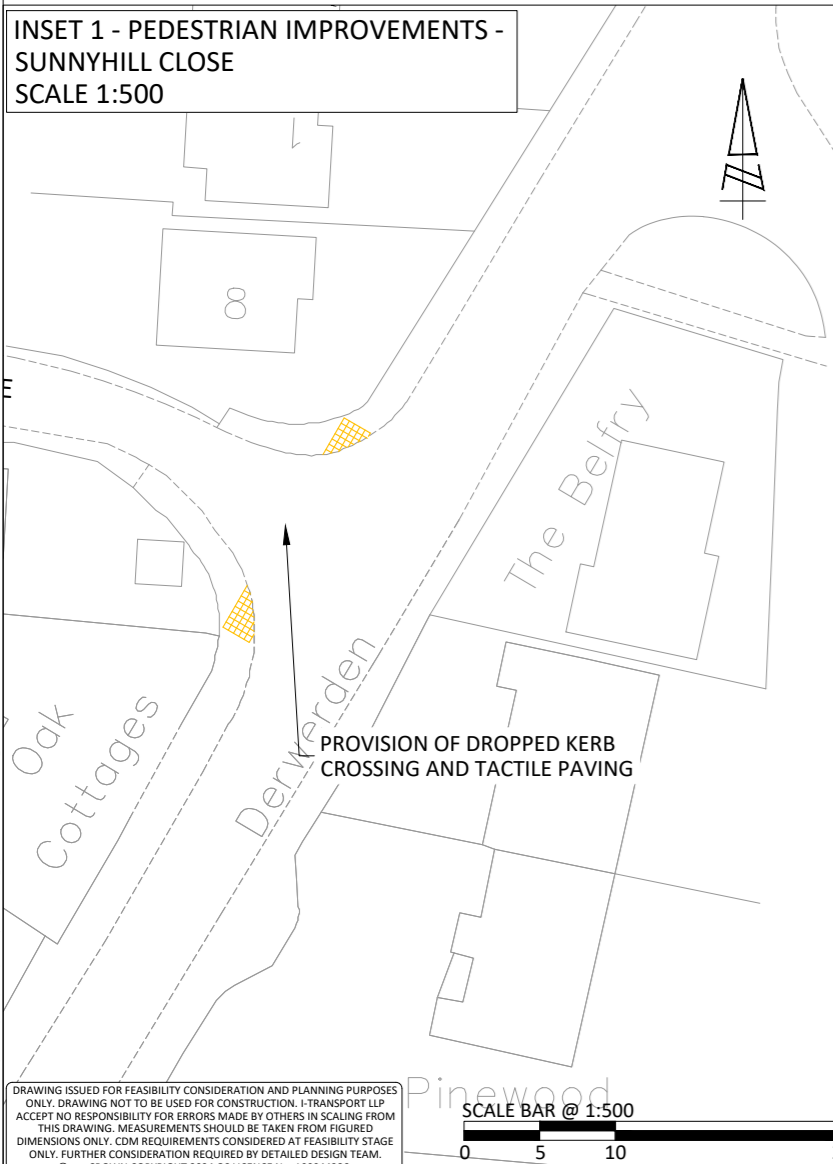 INSET 1 - PEDESTRIAN IMPROVEMENTS -
SUNNYHILL CLOSE
SCALE 1:500
1
N
8
E
The Belfry
Derwerden
Oak
Cottages
PROVISION OF DROPPED KERB
CROSSING AND TACTILE PAVING
Pinewood
DRAWING ISSUED FOR FEASIBILITY CONSIDERATION AND PLANNING PURPOSES
ONLY. DRAWING NOT TO BE USED FOR CONSTRUCTION. I-TRANSPORT LLP
ACCEPT NO RESPONSIBILITY FOR ERRORS MADE BY OTHERS IN SCALING FROM
THIS DRAWING. MEASUREMENTS SHOULD BE TAKEN FROM FIGURED
DIMENSIONS ONLY. CDM REQUIREMENTS CONSIDERED AT FEASIBILITY STAGE
ONLY. FURTHER CONSIDERATION REQUIRED BY DETAILED DESIGN TEAM.
SCALE BAR @ 1:500
0 5 10